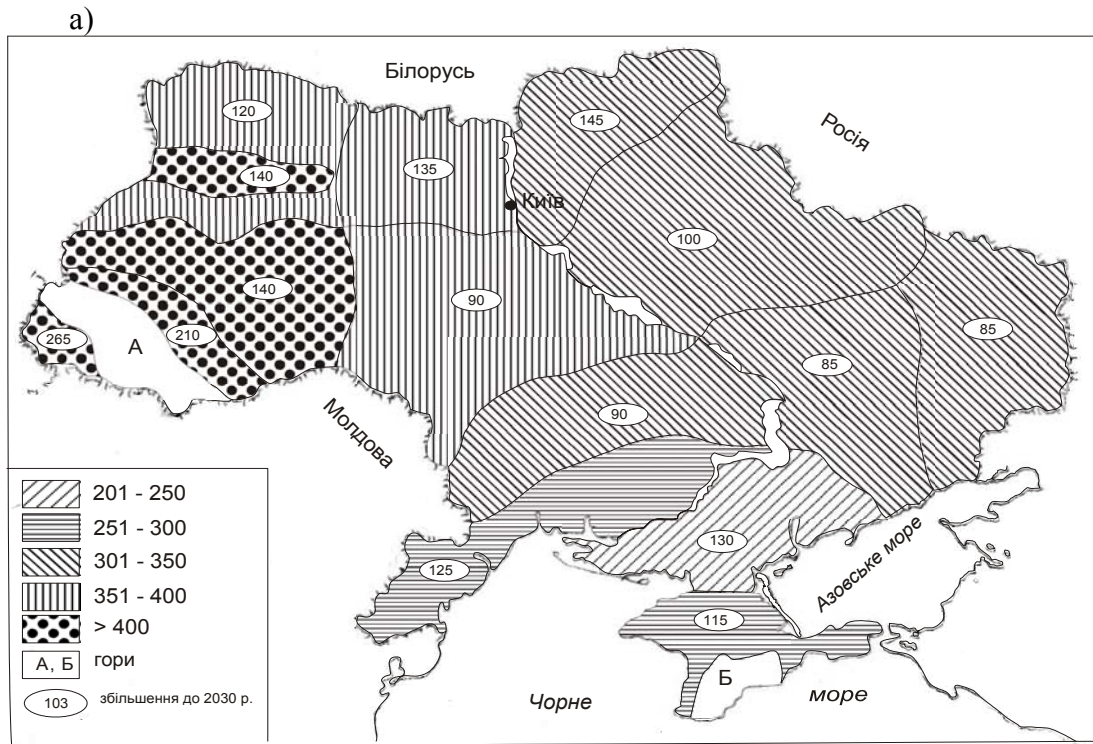 а)
Білорусь
Росія
120
145
140
135
Київ
100
140
90
85
265
А
210
85
90
Молдова
130
125
115
Азовське море
Б
Чорне
море
201 - 250
251 - 300
301 - 350
351 - 400
> 400
А, Б гори
103 збільшення до 2030 р.